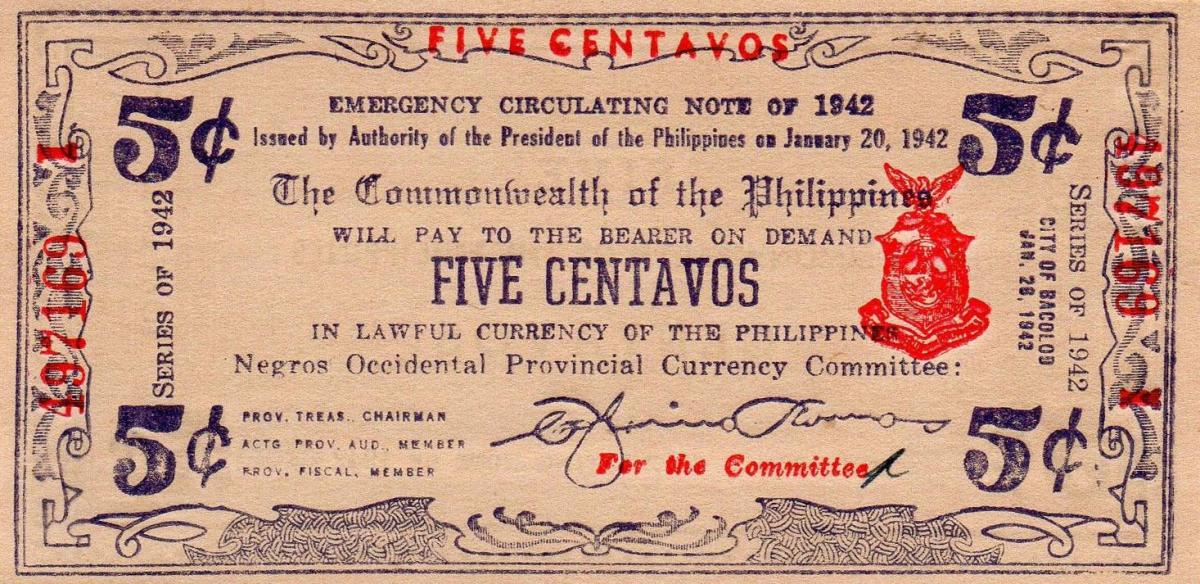 FIVE CENTAVOS
5¢
5¢
EMERGENCY CIRCULATING NOTE OF 1942
Issued by Authority of the President of the Philippines on January 20, 1942
The Commonwealth of the Philippines
WILL PAY TO THE BEARER ON DEMAND
FIVE CENTAVOS
IN LAWFUL CURRENCY OF THE PHILIPPINES
Negros Occidental Provincial Currency Committee:
PROV. TREAS., CHAIRMAN
ACTG PROV. AUD., MEMBER
PROV. FISCAL, MEMBER
For the Committee
5¢
5¢
SERIES OF 1942
497169
SERIES OF 1942
CITY OF BACOLOD
JAN. 26, 1942
497169